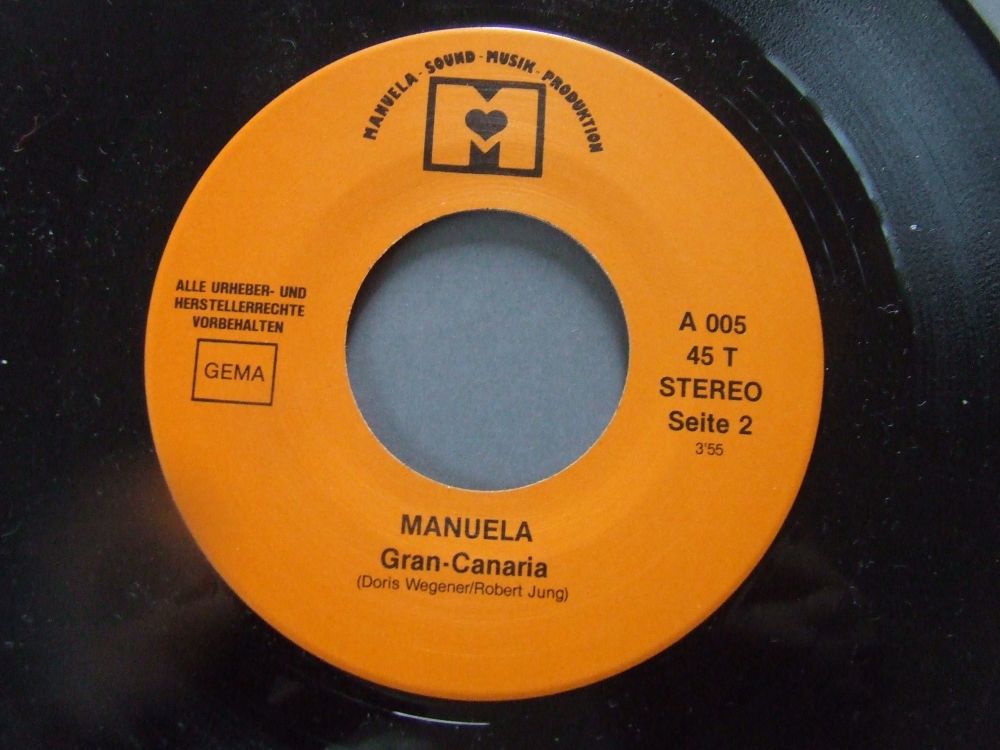 MANUELA · SOUND · MUSIK · PRODUKTION
M
ALLE URHEBER- UND
HERSTELLERRECHTE
VORBEHALTEN
GEMA
A 005
45 T
STEREO
Seite 2
3'55
MANUELA
Gran-Canaria
(Doris Wegener/Robert Jung)